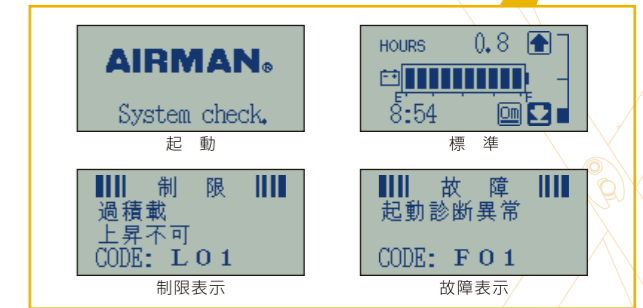 AIRMAN®
System check.
起動
HOURS 0.8
E F
8:54 0m
標準
制限
過積載
上昇不可
CODE: L01
制限表示
故障
起動診断異常
CODE: F01
故障表示